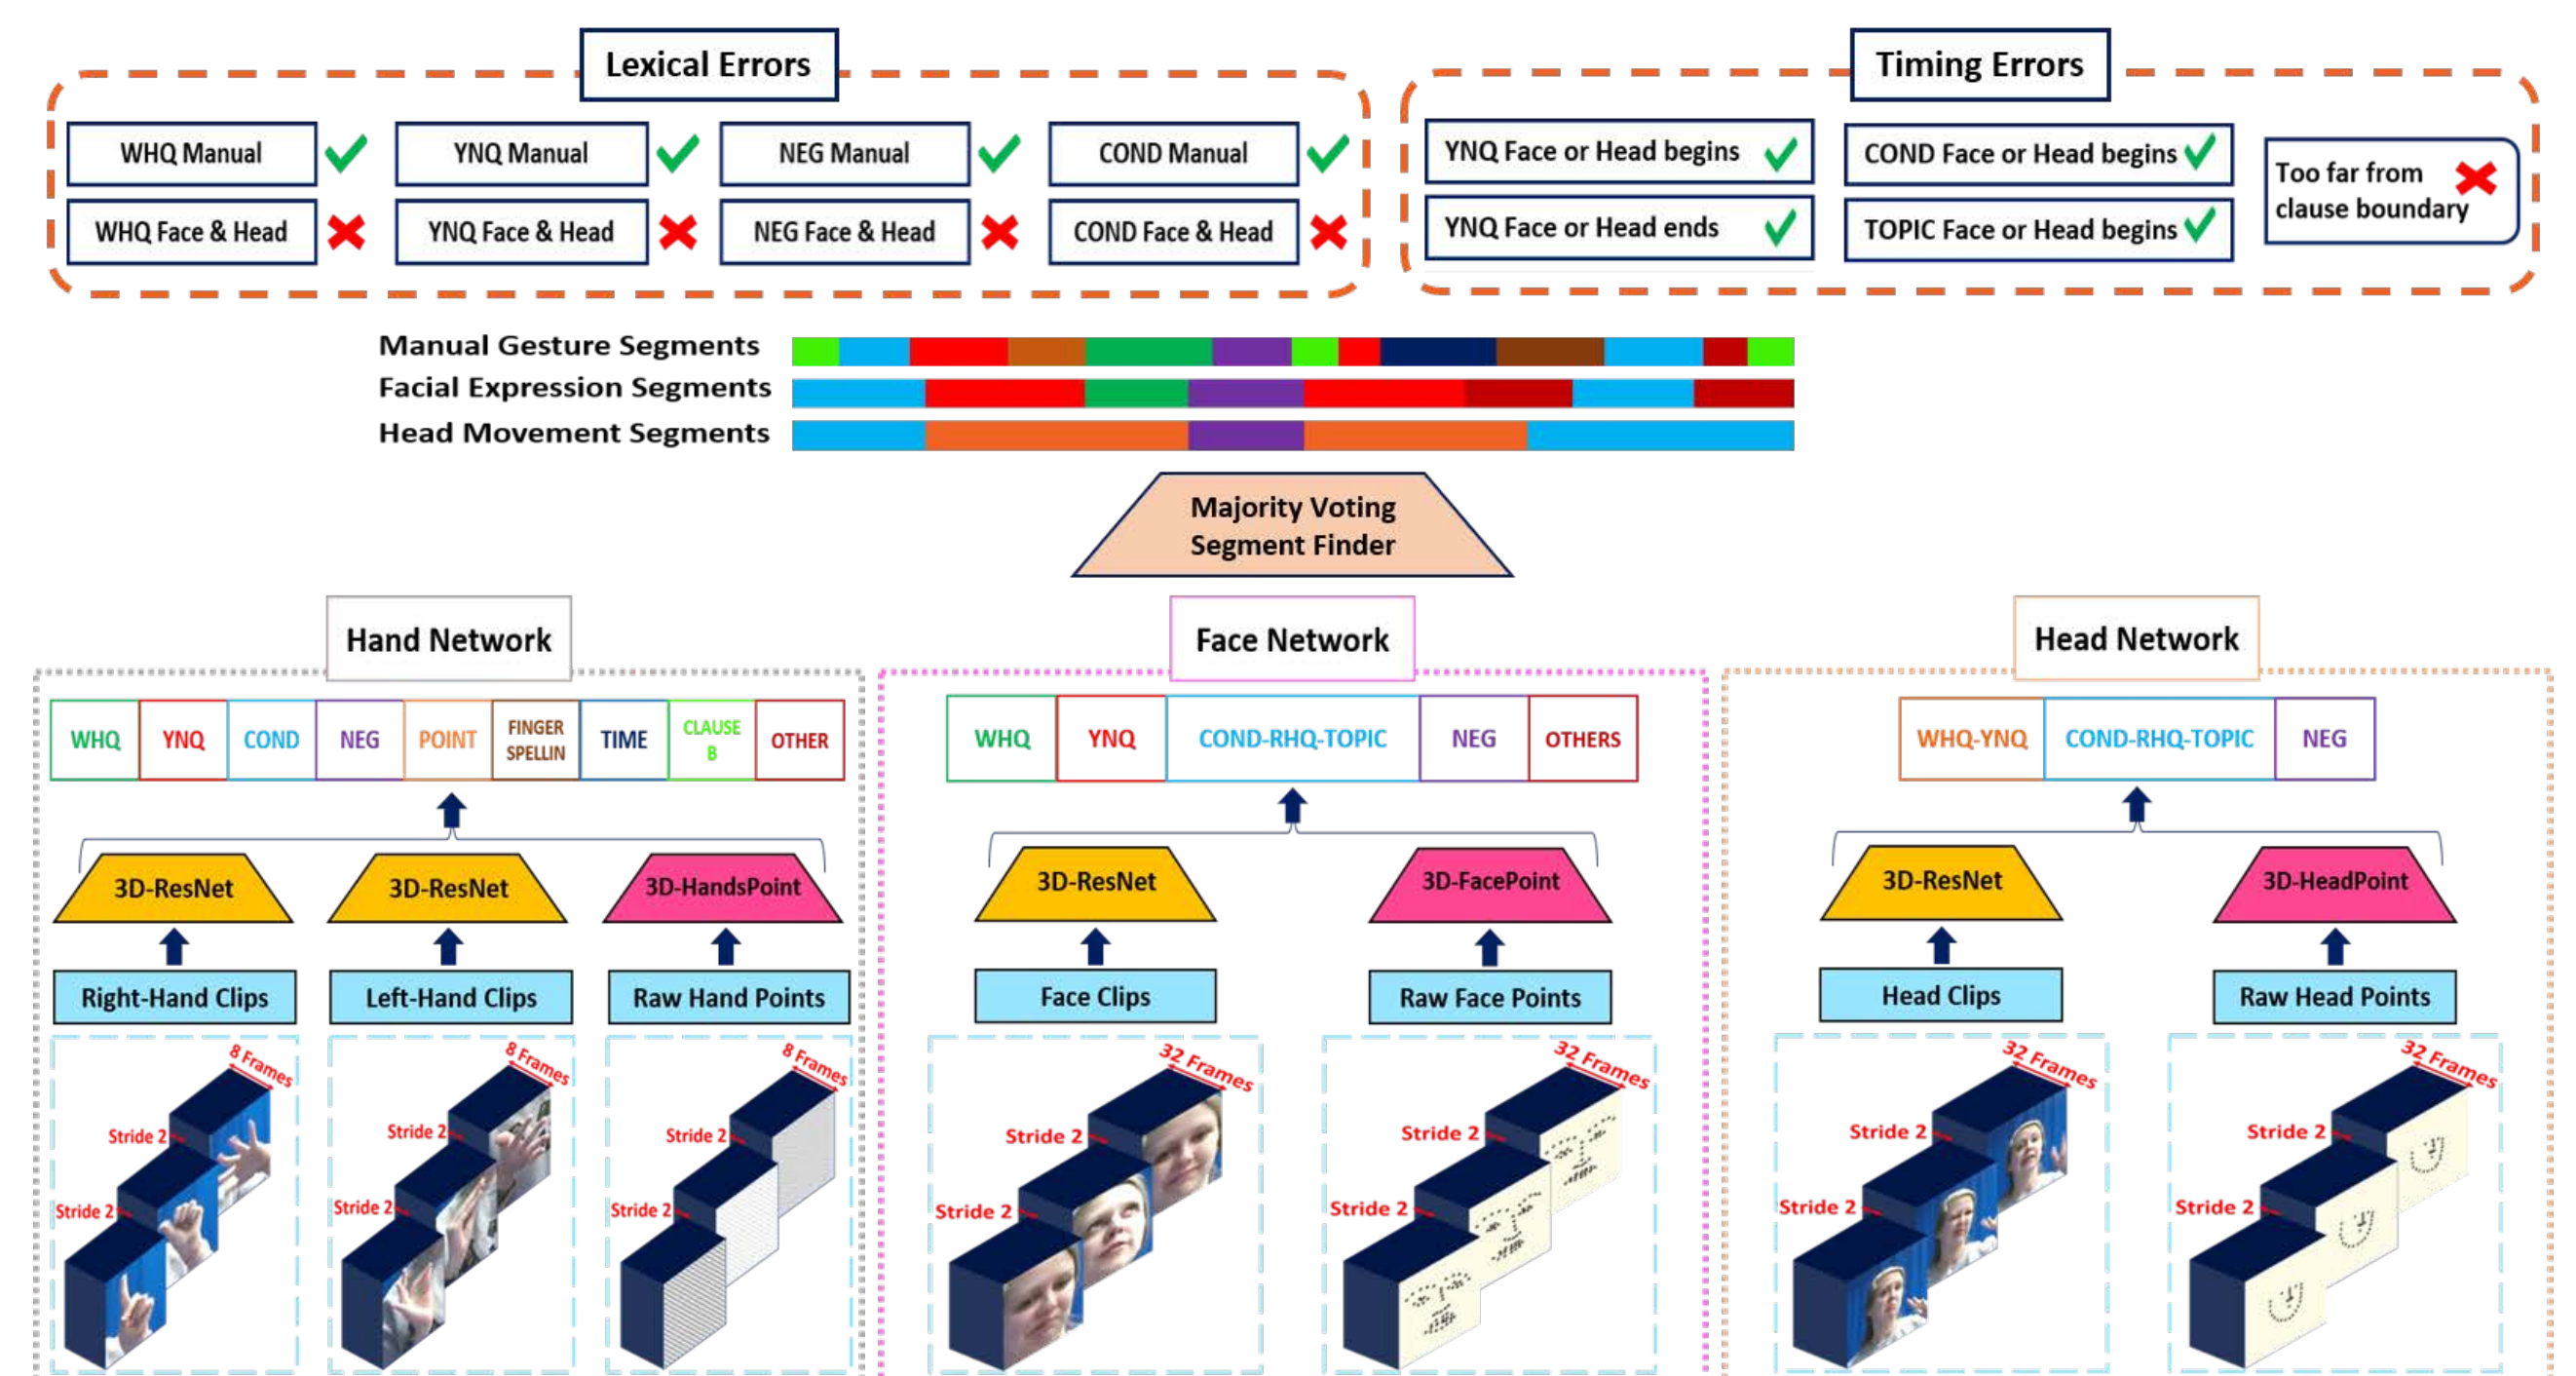 Lexical Errors
Timing Errors
WHQ Manual
YNQ Manual
NEG Manual
COND Manual
WHQ Face & Head
YNQ Face & Head
NEG Face & Head
COND Face & Head
YNQ Face or Head begins
COND Face or Head begins
YNQ Face or Head ends
TOPIC Face or Head begins
Too far from
clause boundary
Manual Gesture Segments
Facial Expression Segments
Head Movement Segments
Majority Voting
Segment Finder
Hand Network
Face Network
Head Network
WHQ
YNQ
COND
NEG
POINT
FINGER
SPELLIN
TIME
CLAUSE
B
OTHER
WHQ
YNQ
COND-RHQ-TOPIC
NEG
OTHERS
WHQ-YNQ
COND-RHQ-TOPIC
NEG
3D-ResNet
3D-ResNet
3D-HandsPoint
3D-ResNet
3D-FacePoint
3D-ResNet
3D-HeadPoint
Right-Hand Clips
Left-Hand Clips
Raw Hand Points
Face Clips
Raw Face Points
Head Clips
Raw Head Points
8 Frames
Stride 2
Stride 2
8 Frames
Stride 2
Stride 2
8 Frames
Stride 2
Stride 2
32 Frames
Stride 2
Stride 2
32 Frames
Stride 2
Stride 2
32 Frames
Stride 2
Stride 2
32 Frames
Stride 2
Stride 2